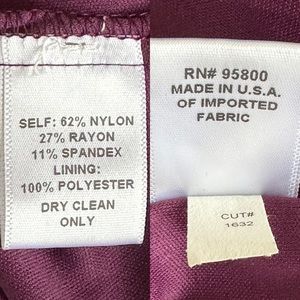 SELF: 62% NYLON
27% RAYON
11% SPANDEX
LINING:
100% POLYESTER
DRY CLEAN
ONLY
RN# 95800
MADE IN U.S.A.
OF IMPORTED
FABRIC
CUT#
1632